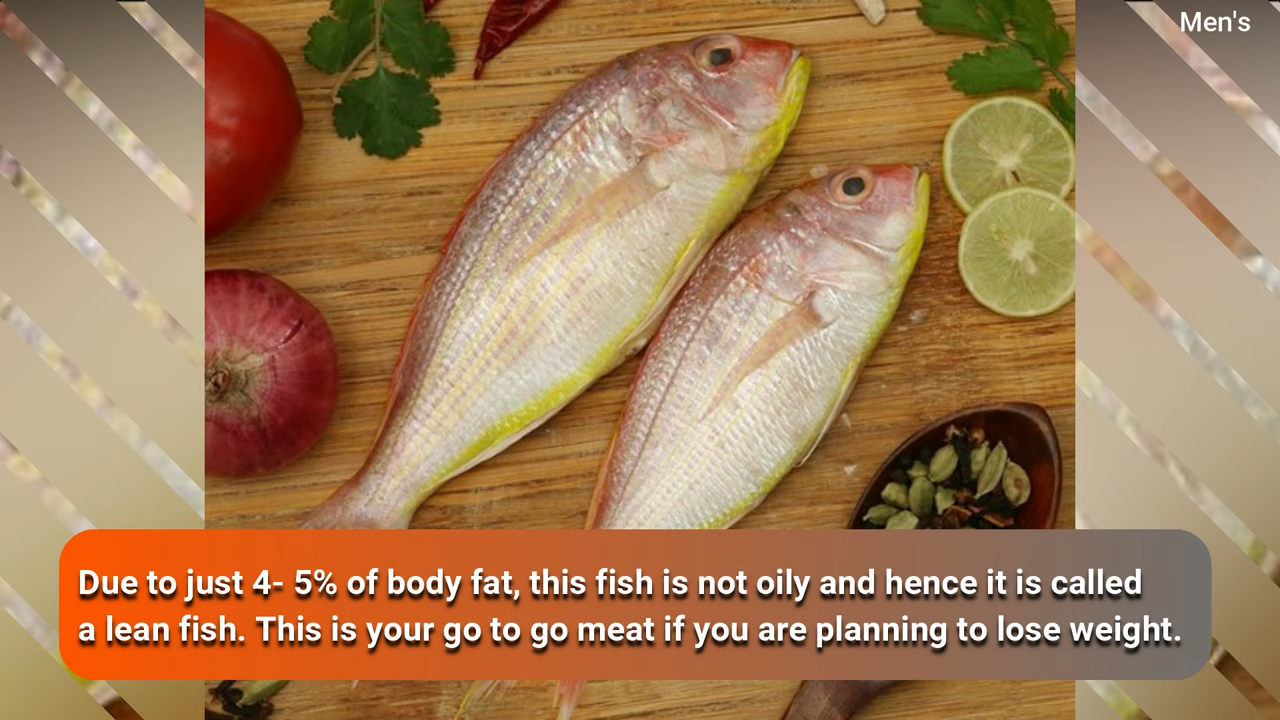 Men's
Due to just 4- 5% of body fat, this fish is not oily and hence it is called
a lean fish. This is your go to go meat if you are planning to lose weight.